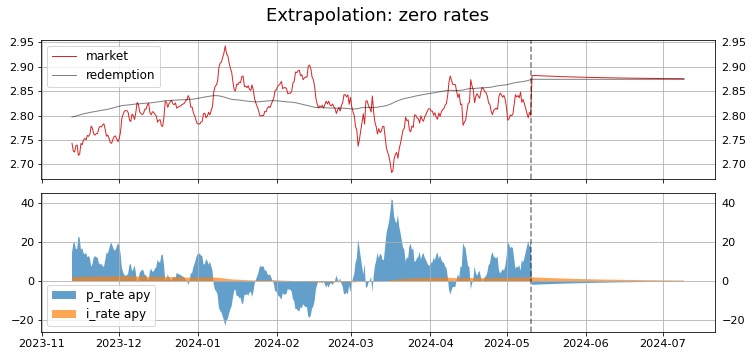 Extrapolation: zero rates
2.95 2.95
market
2.90 2.90
redemption
2.85 2.85
2.80 2.80
2.75 2.75
2.70 2.70
40 40
20 20
0 0
p_rate apy
i_rate apy
−20 −20
2023-11 2023-12 2024-01 2024-02 2024-03 2024-04 2024-05 2024-06 2024-07